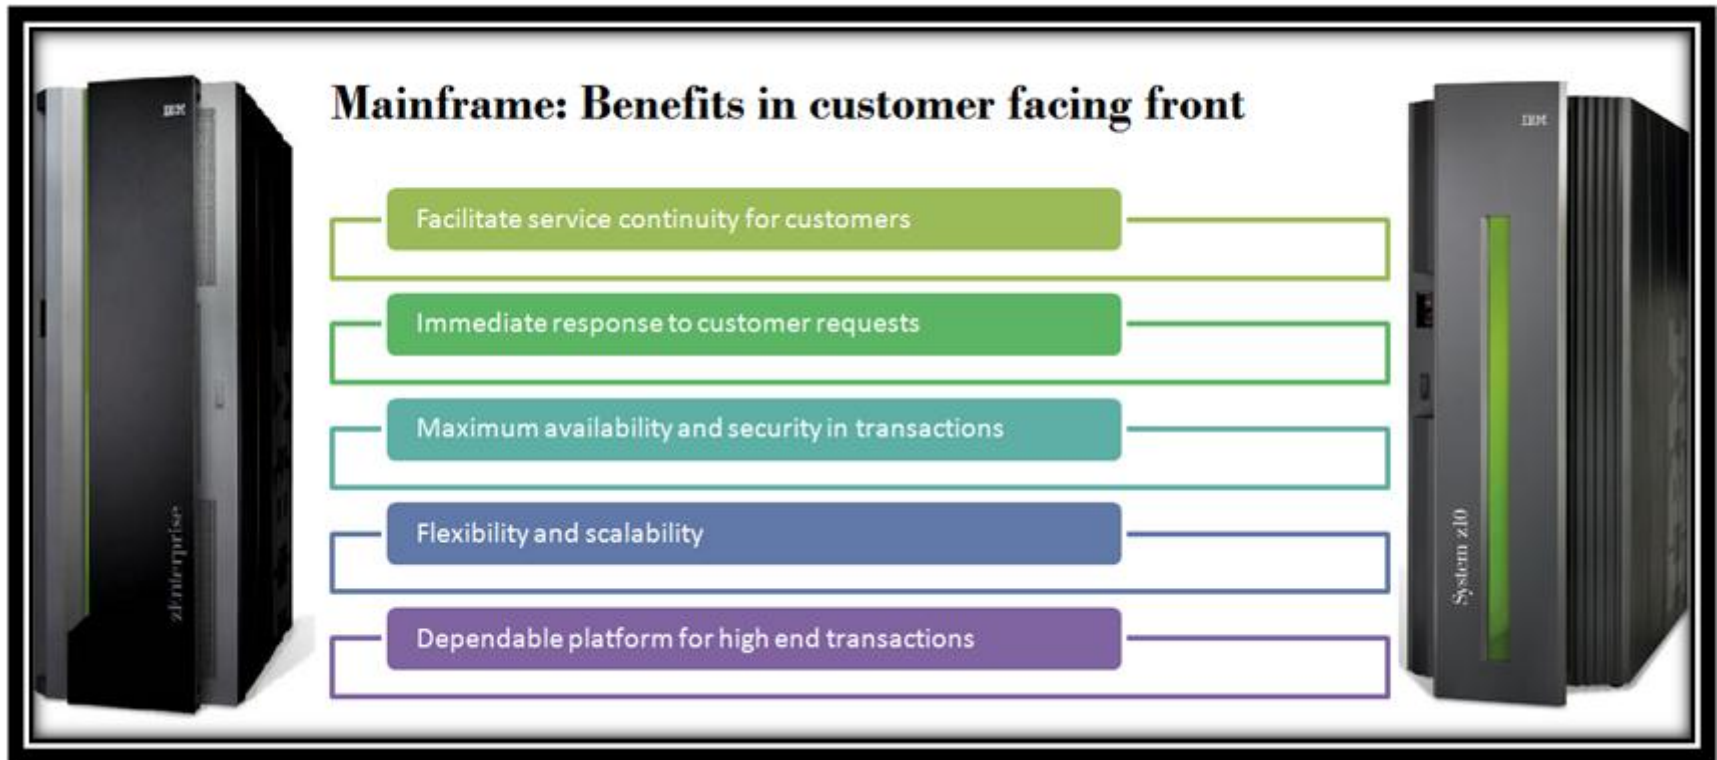 Mainframe: Benefits in customer facing front
IBM
IBM
Facilitate service continuity for customers
Immediate response to customer requests
Maximum availability and security in transactions
Flexibility and scalability
Dependable platform for high end transactions
zEnterprise
System z10